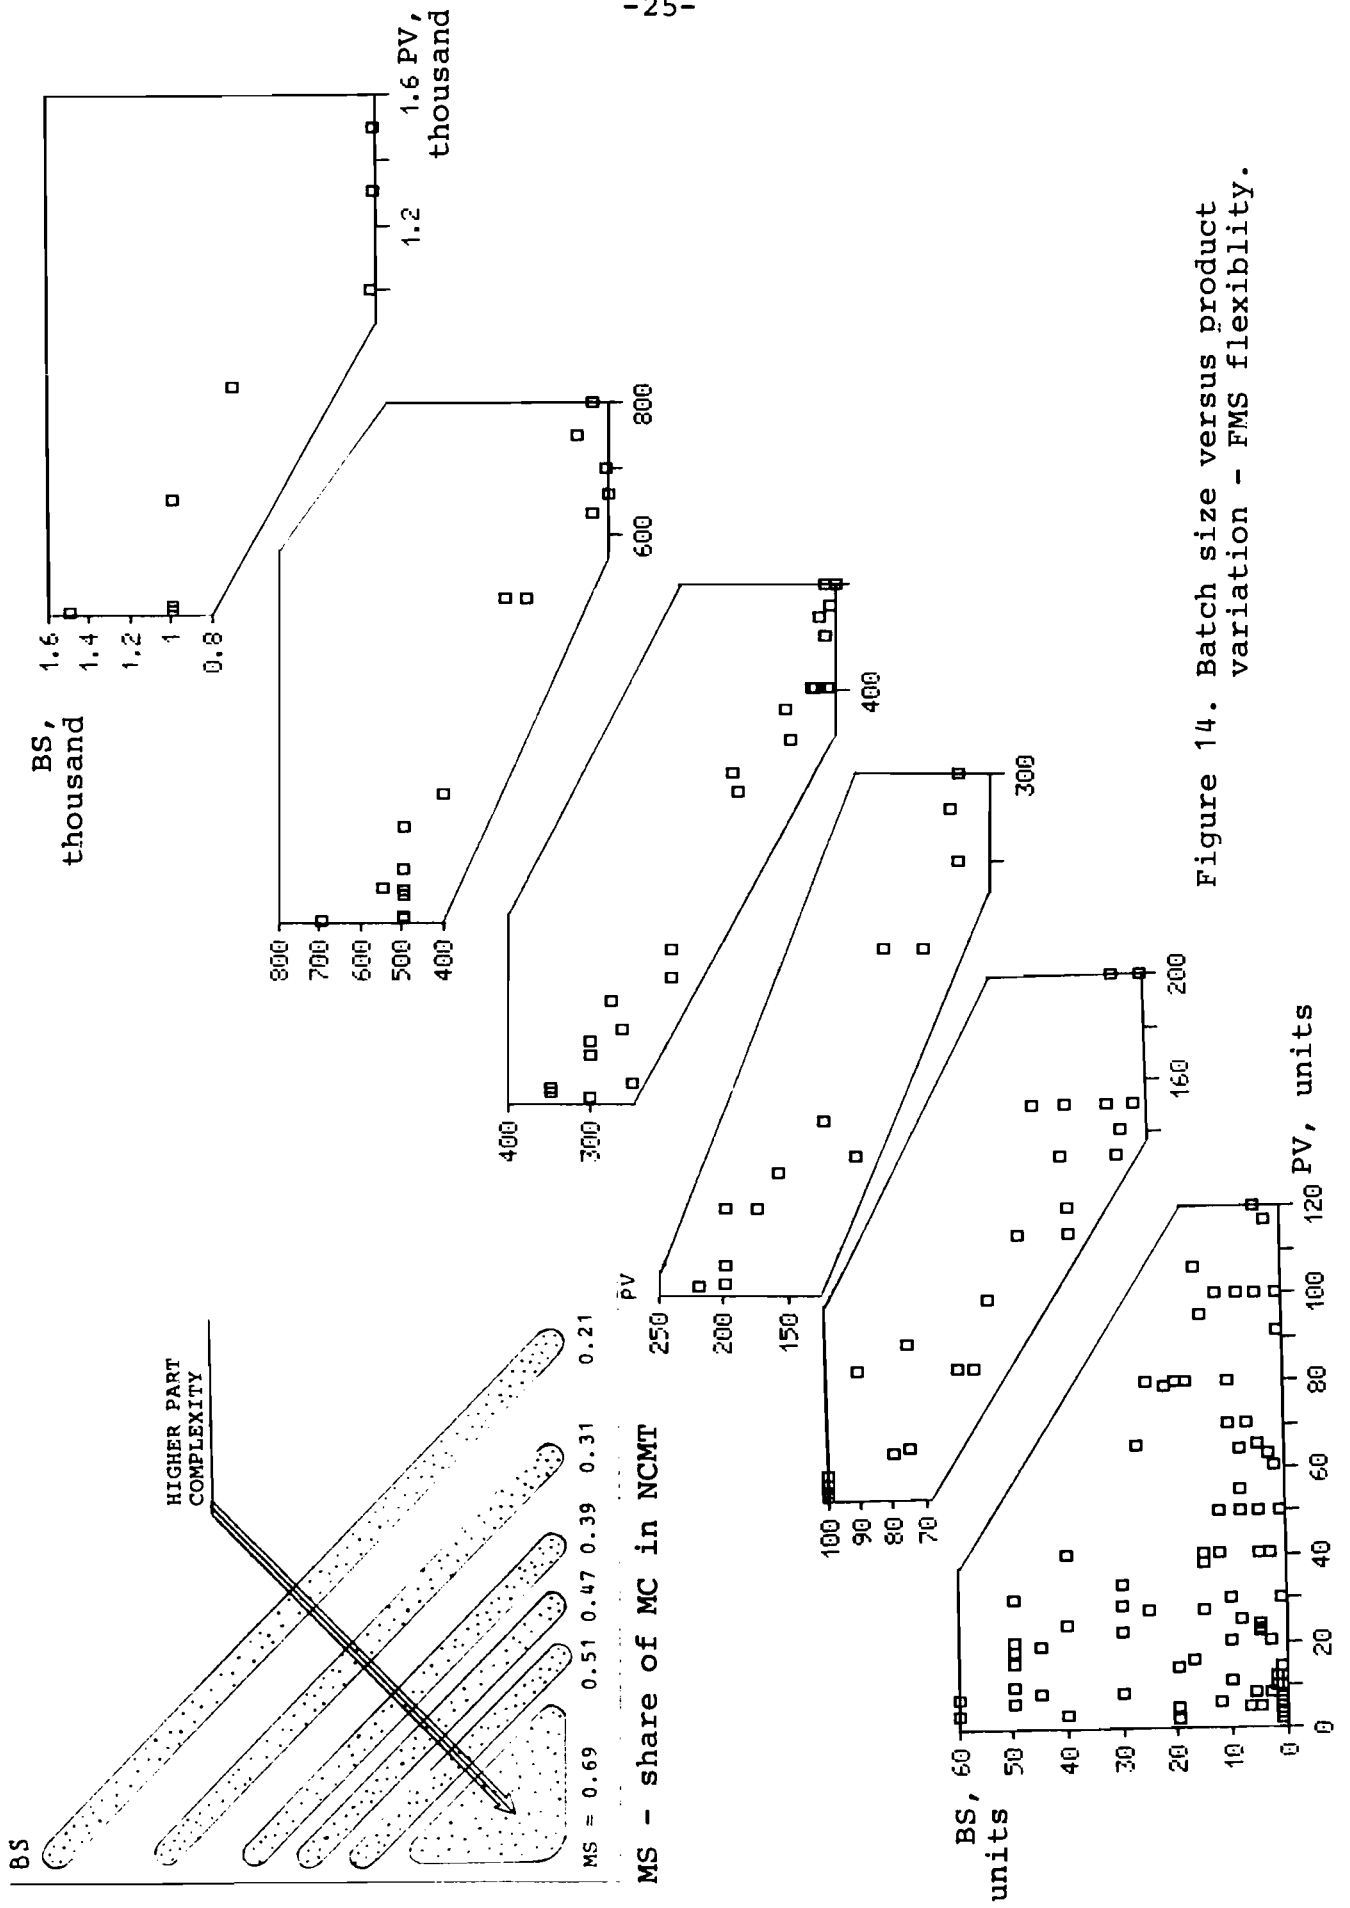 -25-
BS
HIGHER PART
COMPLEXITY
MS = 0.69 0.51 0.47 0.39 0.31 0.21
PV
MS - share of MC in NCMT
BS,
thousand
1.6
1.4
1.2
1
0.8
1.2
1.6 PV,
thousand
800
700
600
500
400
600
800
400
300
400
250
200
150
300
100
90
80
70
160
200
BS,
units
60
50
40
30
20
10
0
0 20 40 60 80 100 120 PV, units
Figure 14. Batch size versus product
variation - FMS flexiblity.